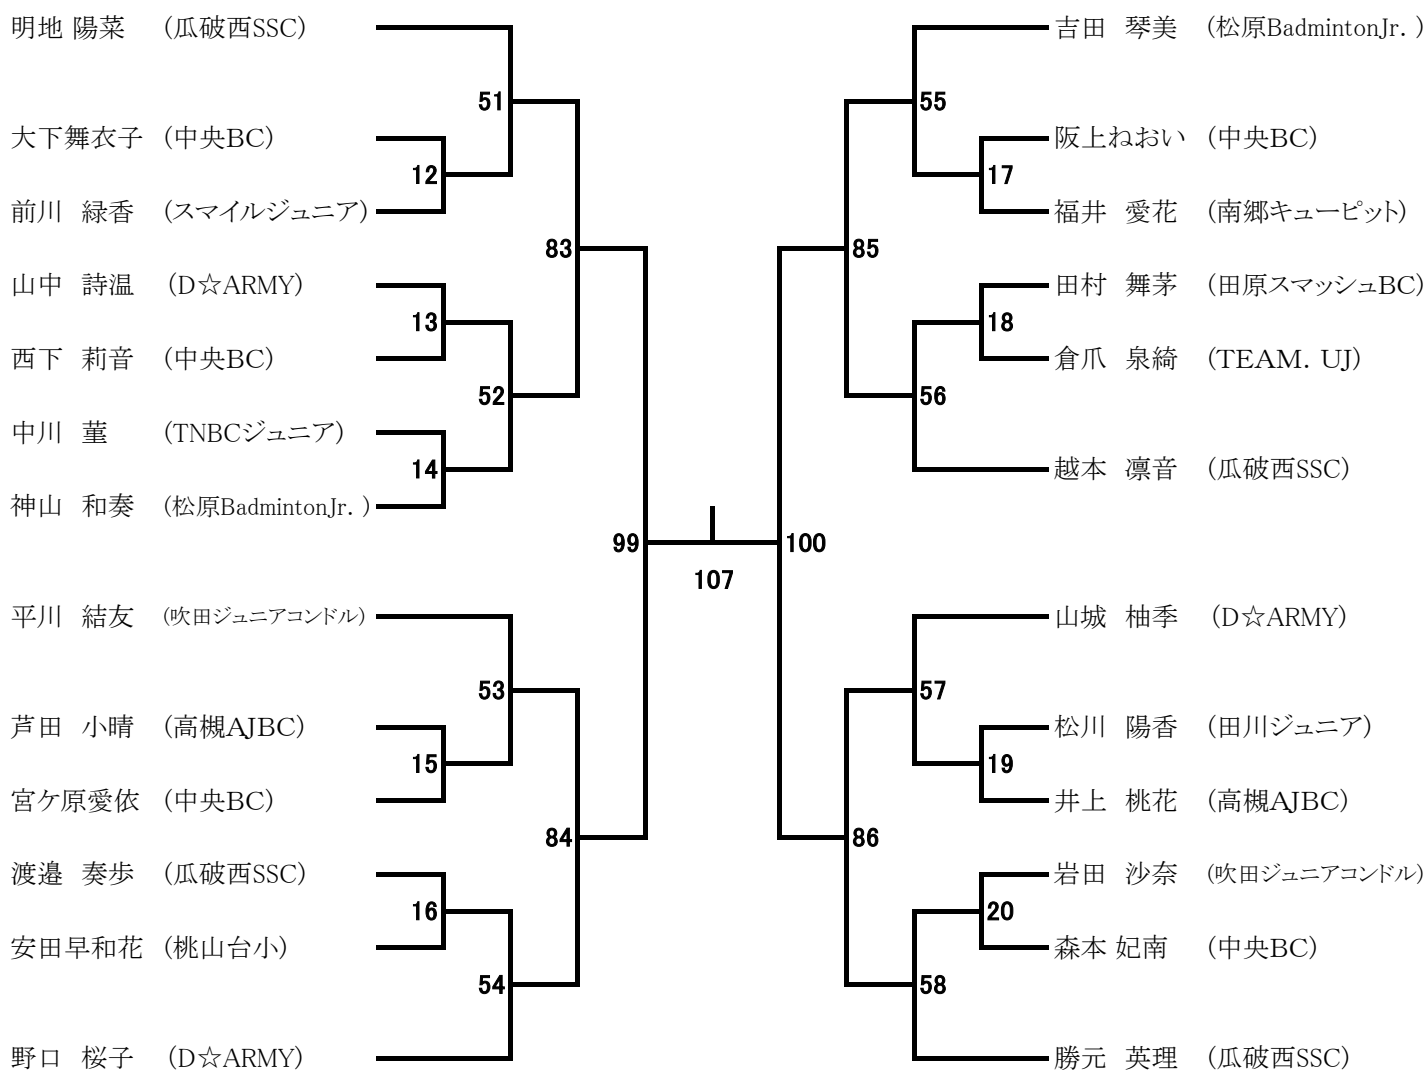 明地 陽菜 (瓜破西SSC)
51
大下舞衣子 (中央BC)
12
前川 緑香 (スマイルジュニア)
83
山中 詩温 (D☆ARMY)
13
西下 莉音 (中央BC)
52
中川 菫 (TNBCジュニア)
14
神山 和奏 (松原BadmintonJr.)
99
平川 結友 (吹田ジュニアコンドル)
53
芦田 小晴 (高槻AJBC)
15
宮ケ原愛依 (中央BC)
84
渡邉 奏歩 (瓜破西SSC)
16
安田早和花 (桃山台小)
54
野口 桜子 (D☆ARMY)
107
吉田 琴美 (松原BadmintonJr.)
55
阪上ねおい (中央BC)
17
福井 愛花 (南郷キューピット)
85
田村 舞茅 (田原スマッシュBC)
18
倉爪 泉綺 (TEAM.UJ)
56
越本 凛音 (瓜破西SSC)
100
山城 柚季 (D☆ARMY)
57
松川 陽香 (田川ジュニア)
19
井上 桃花 (高槻AJBC)
86
岩田 沙奈 (吹田ジュニアコンドル)
20
森本 妃南 (中央BC)
58
勝元 英理 (瓜破西SSC)